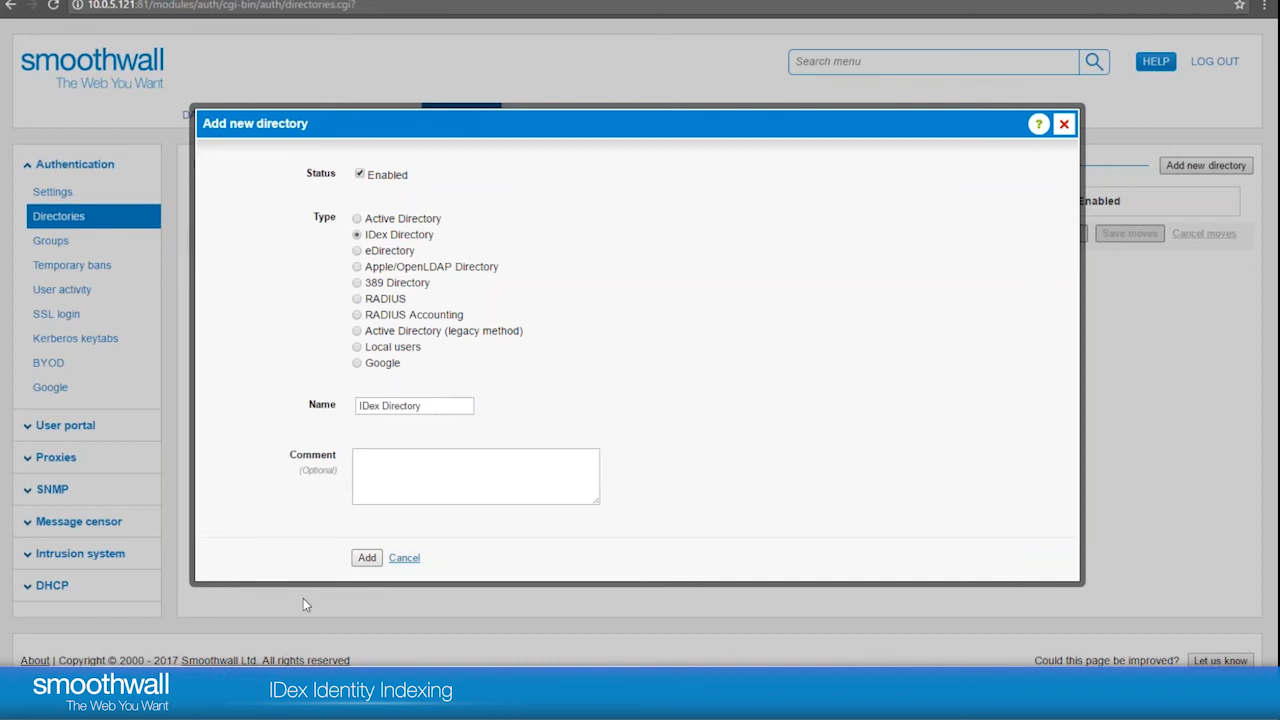 10.0.5.121:81/modules/auth/cgi-bin/auth/directories.cgi?
smoothwall
The Web You Want
Search menu
HELP
LOG OUT
Add new directory
?
Authentication
Settings
Directories
Groups
Temporary bans
User activity
SSL login
Kerberos keytabs
BYOD
Google
User portal
Proxies
SNMP
Message censor
Intrusion system
DHCP
Status
Enabled
Type
Active Directory
IDex Directory
eDirectory
Apple/OpenLDAP Directory
389 Directory
RADIUS
RADIUS Accounting
Active Directory (legacy method)
Local users
Google
Name
IDex Directory
Comment
(Optional)
Add Cancel
Add new directory
Enabled
Save moves Cancel moves
About | Copyright © 2000 - 2017 Smoothwall Ltd. All rights reserved
Could this page be improved? Let us know
smoothwall
The Web You Want
IDex Identity Indexing